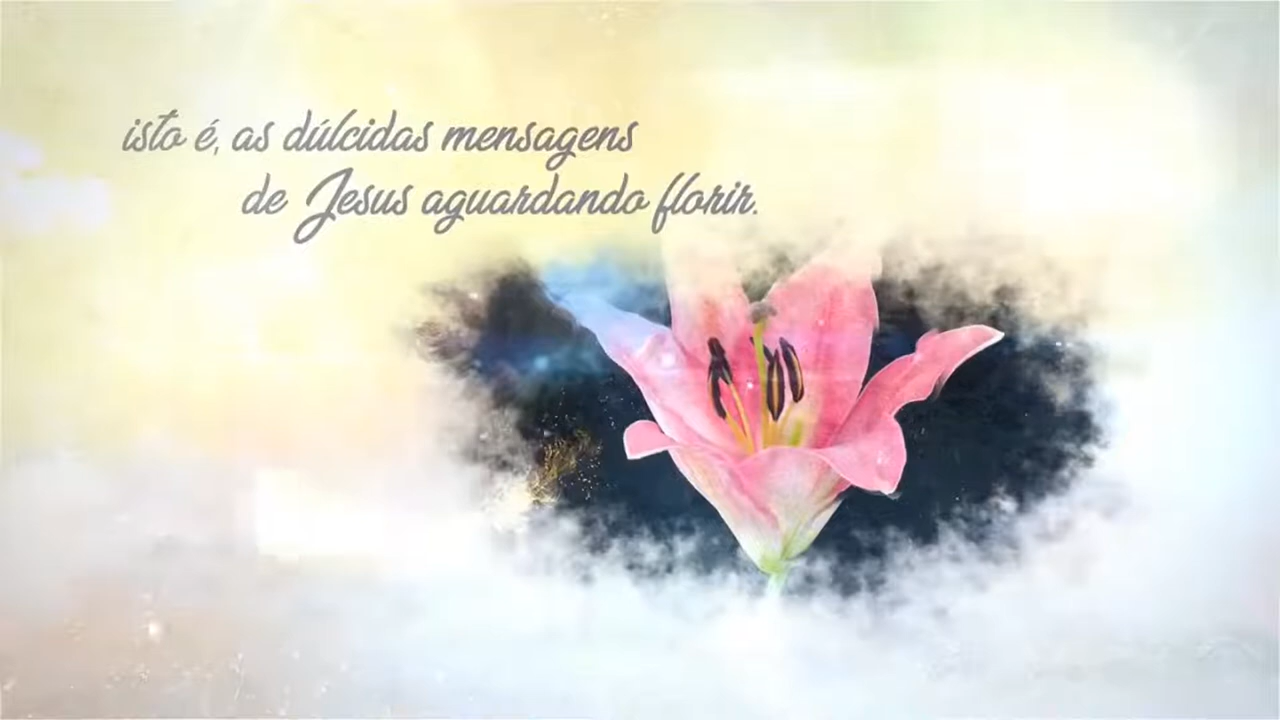 isto é, as dúlcidas mensagens
de Jesus aguardando florir.